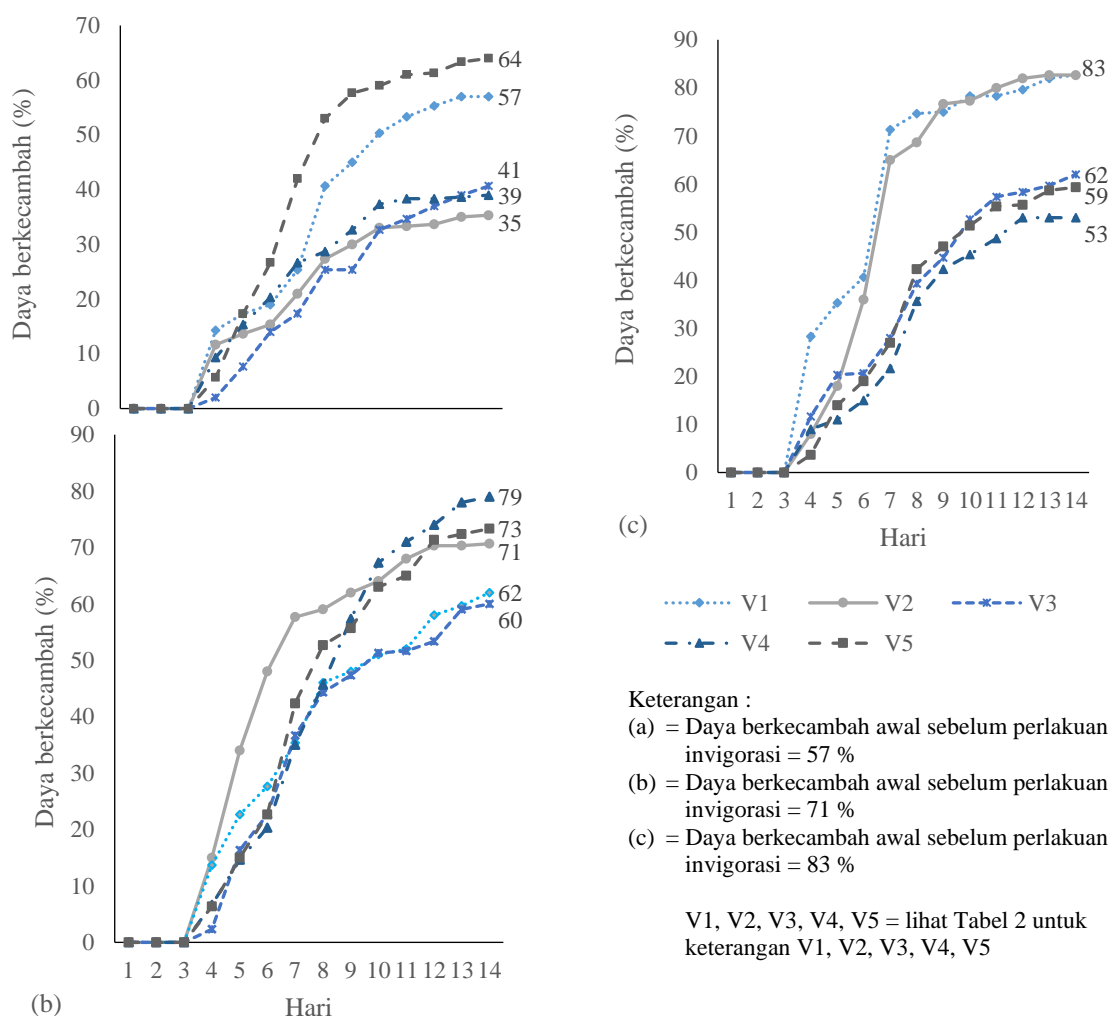 Daya berkecambah (%)
70
60
50
40
30
20
10
0
64
57
41
39
35
Daya berkecambah (%)
90
80
70
60
50
40
30
20
10
0
79
73
71
62
60
1 2 3 4 5 6 7 8 9 10 11 12 13 14
(b)
Hari
Daya berkecambah (%)
90
80
70
60
50
40
30
20
10
0
83
62
59
53
1 2 3 4 5 6 7 8 9 10 11 12 13 14
(c)
Hari
V1 V2 V3
V4 V5
Keterangan :
(a) = Daya berkecambah awal sebelum perlakuan
invigorasi = 57 %
(b) = Daya berkecambah awal sebelum perlakuan
invigorasi = 71 %
(c) = Daya berkecambah awal sebelum perlakuan
invigorasi = 83 %
V1, V2, V3, V4, V5 = lihat Tabel 2 untuk
keterangan V1, V2, V3, V4, V5